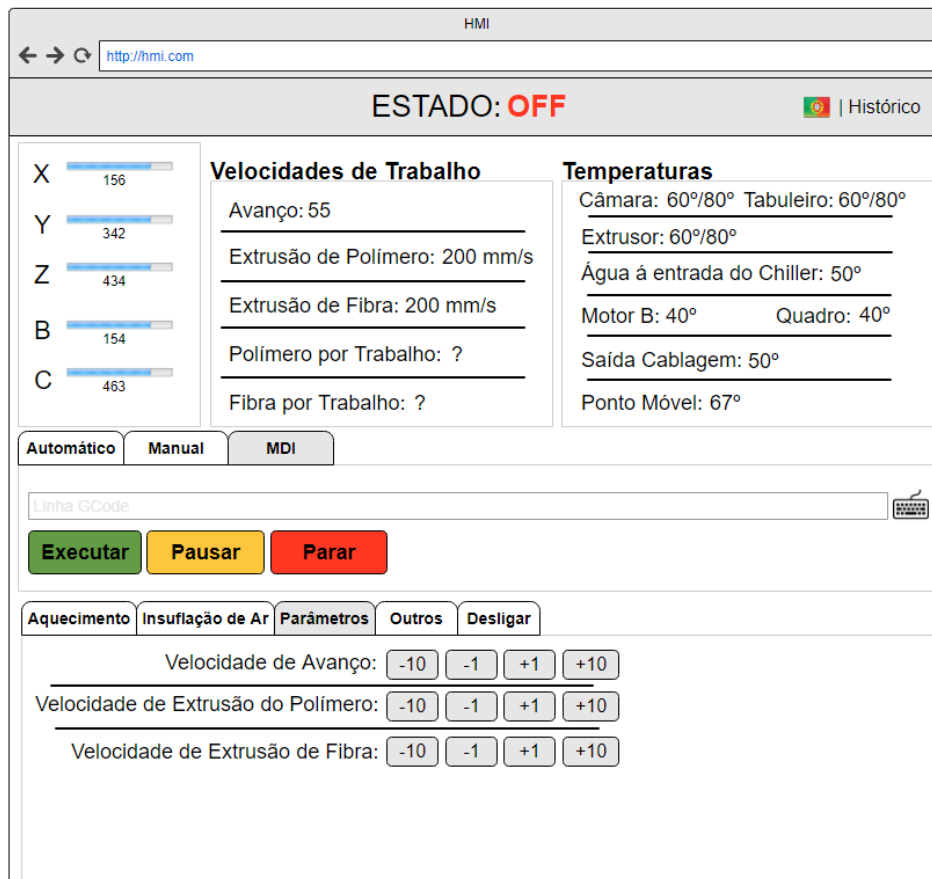 HMI
http://hmi.com
ESTADO: OFF
| Histórico
X
156
Y
342
Z
434
B
154
C
463
Velocidades de Trabalho
Avanço: 55
Extrusão de Polímero: 200 mm/s
Extrusão de Fibra: 200 mm/s
Polímero por Trabalho: ?
Fibra por Trabalho: ?
Temperaturas
Câmara: 60º/80º Tabuleiro: 60º/80º
Extrusor: 60º/80º
Água á entrada do Chiller: 50º
Motor B: 40º Quadro: 40º
Saída Cablagem: 50º
Ponto Móvel: 67º
Automático Manual MDI
Linha GCode
Executar Pausar Parar
Aquecimento Insuflação de Ar Parâmetros Outros Desligar
Velocidade de Avanço: -10 -1 +1 +10
Velocidade de Extrusão do Polímero: -10 -1 +1 +10
Velocidade de Extrusão de Fibra: -10 -1 +1 +10